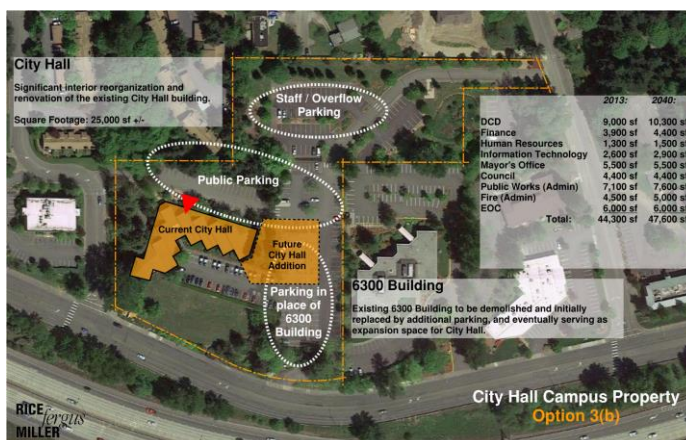 City Hall
Significant interior reorganization and
renovation of the existing City Hall building.
Square Footage: 25,000 sf +/-
Staff / Overflow
Parking
2013: 2040:
DCD 9,000 sf 10,300 sf
Finance 3,900 sf 4,400 sf
Human Resources 1,300 sf 1,500 sf
Information Technology 2,600 sf 2,900 sf
Mayor's Office 5,500 sf 5,500 sf
Council 4,400 sf 4,400 sf
Public Works (Admin) 7,100 sf 7,600 sf
Fire (Admin) 4,500 sf 5,000 sf
EOC 6,000 sf 6,000 sf
Total: 44,300 sf 47,600 sf
Public Parking
Current City Hall
Future
City Hall
Addition
Parking in
place of
6300
Building
6300 Building
Existing 6300 Building to be demolished and initially
replaced by additional parking, and eventually serving as
expansion space for City Hall.
City Hall Campus Property
Option 3(b)
RICE
fergus
MILLER